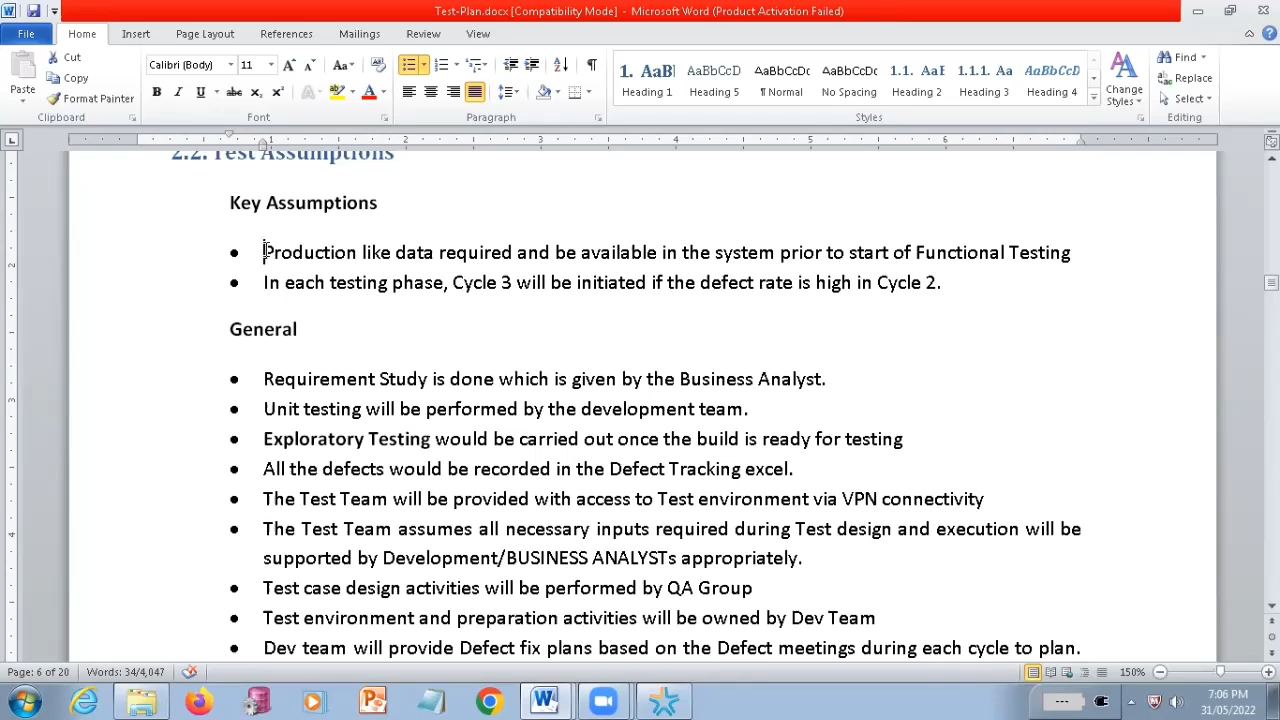 Test-Plan.docx [Compatibility Mode] - Microsoft Word (Product Activation Failed)
File Home Insert Page Layout References Mailings Review View
Paste
Cut
Copy
Format Painter
Clipboard
Calibri (Body) 11
Font
Paragraph
1. AaBl AaBbCcD AaBbCcDc AaBbCcDc 1.1. AaB 1.1.1. Aa AaBbCcD
Heading 1 Heading 5 ¶ Normal No Spacing Heading 2 Heading 3 Heading 4
Styles
Change Styles
Find
Replace
Select
Editing
1 2 3 4 5 6
2.2. Test Assumptions
Key Assumptions
• Production like data required and be available in the system prior to start of Functional Testing
• In each testing phase, Cycle 3 will be initiated if the defect rate is high in Cycle 2.
General
• Requirement Study is done which is given by the Business Analyst.
• Unit testing will be performed by the development team.
• Exploratory Testing would be carried out once the build is ready for testing
• All the defects would be recorded in the Defect Tracking excel.
• The Test Team will be provided with access to Test environment via VPN connectivity
• The Test Team assumes all necessary inputs required during Test design and execution will be
supported by Development/BUSINESS ANALYSTs appropriately.
• Test case design activities will be performed by QA Group
• Test environment and preparation activities will be owned by Dev Team
• Dev team will provide Defect fix plans based on the Defect meetings during each cycle to plan.
Page: 6 of 20 Words: 34/4,047 150%
7:06 PM
31/05/2022